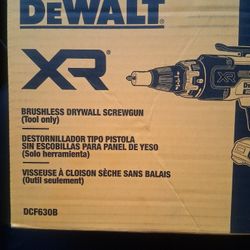 DEWALT
XR
BRUSHLESS DRYWALL SCREWGUN
(Tool only)
DESTORNILLADOR TIPO PISTOLA
SIN ESCOBILLAS PARA PANEL DE YESO
(Solo herramienta)
VISSEUSE À CLOISON SÈCHE SANS BALAIS
(Outil seulement)
DCF630B